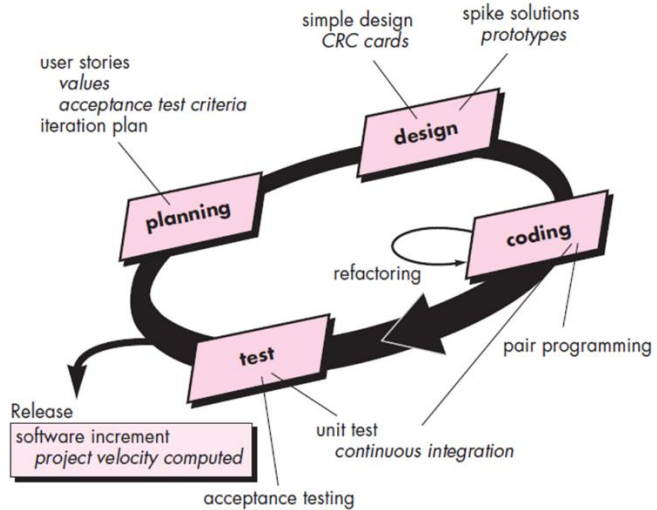 simple design
CRC cards
spike solutions
prototypes
user stories
values
acceptance test criteria
iteration plan
design
planning
coding
refactoring
test
pair programming
Release
software increment
project velocity computed
unit test
continuous integration
acceptance testing